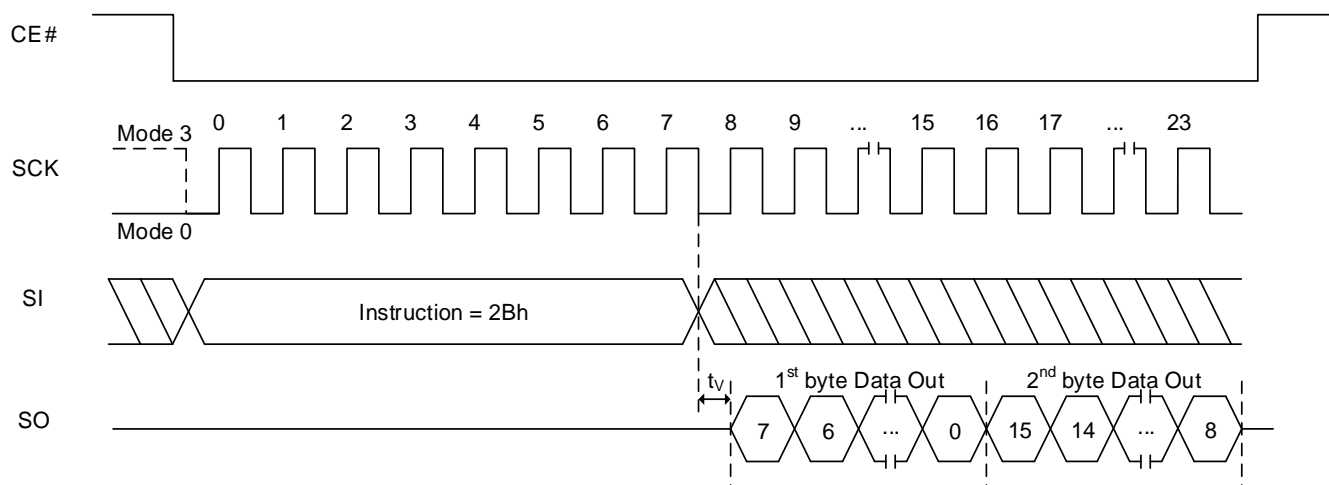 CE#
0 1 2 3 4 5 6 7 8 9 ... 15 16 17 ... 23
Mode 3
SCK
Mode 0
SI
Instruction = 2Bh
tV 1st byte Data Out 2nd byte Data Out
SO
7 6 ... 0 15 14 ... 8